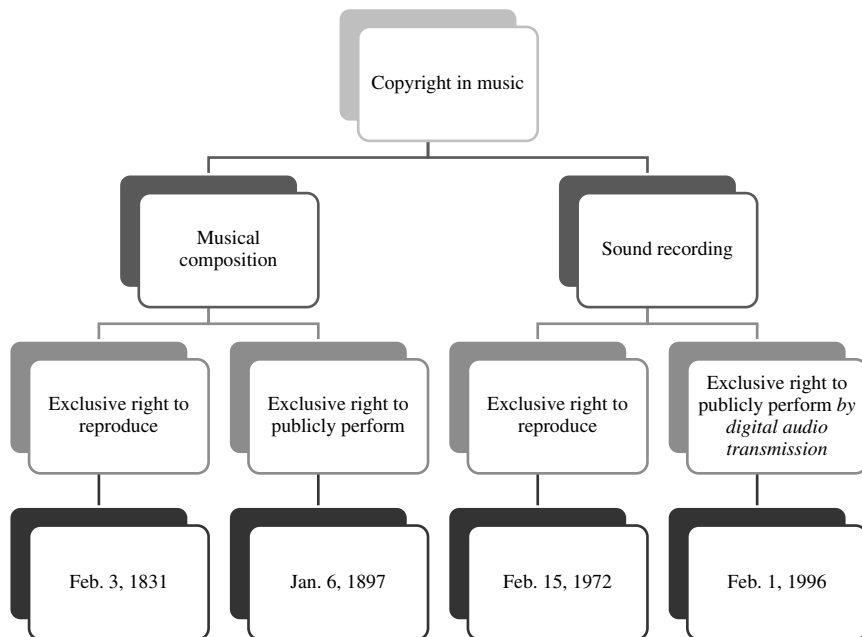 Copyright in music
Musical
composition
Sound recording
Exclusive right to
reproduce
Exclusive right to
publicly perform
Exclusive right to
reproduce
Exclusive right to
publicly perform by
digital audio
transmission
Feb. 3, 1831
Jan. 6, 1897
Feb. 15, 1972
Feb. 1, 1996